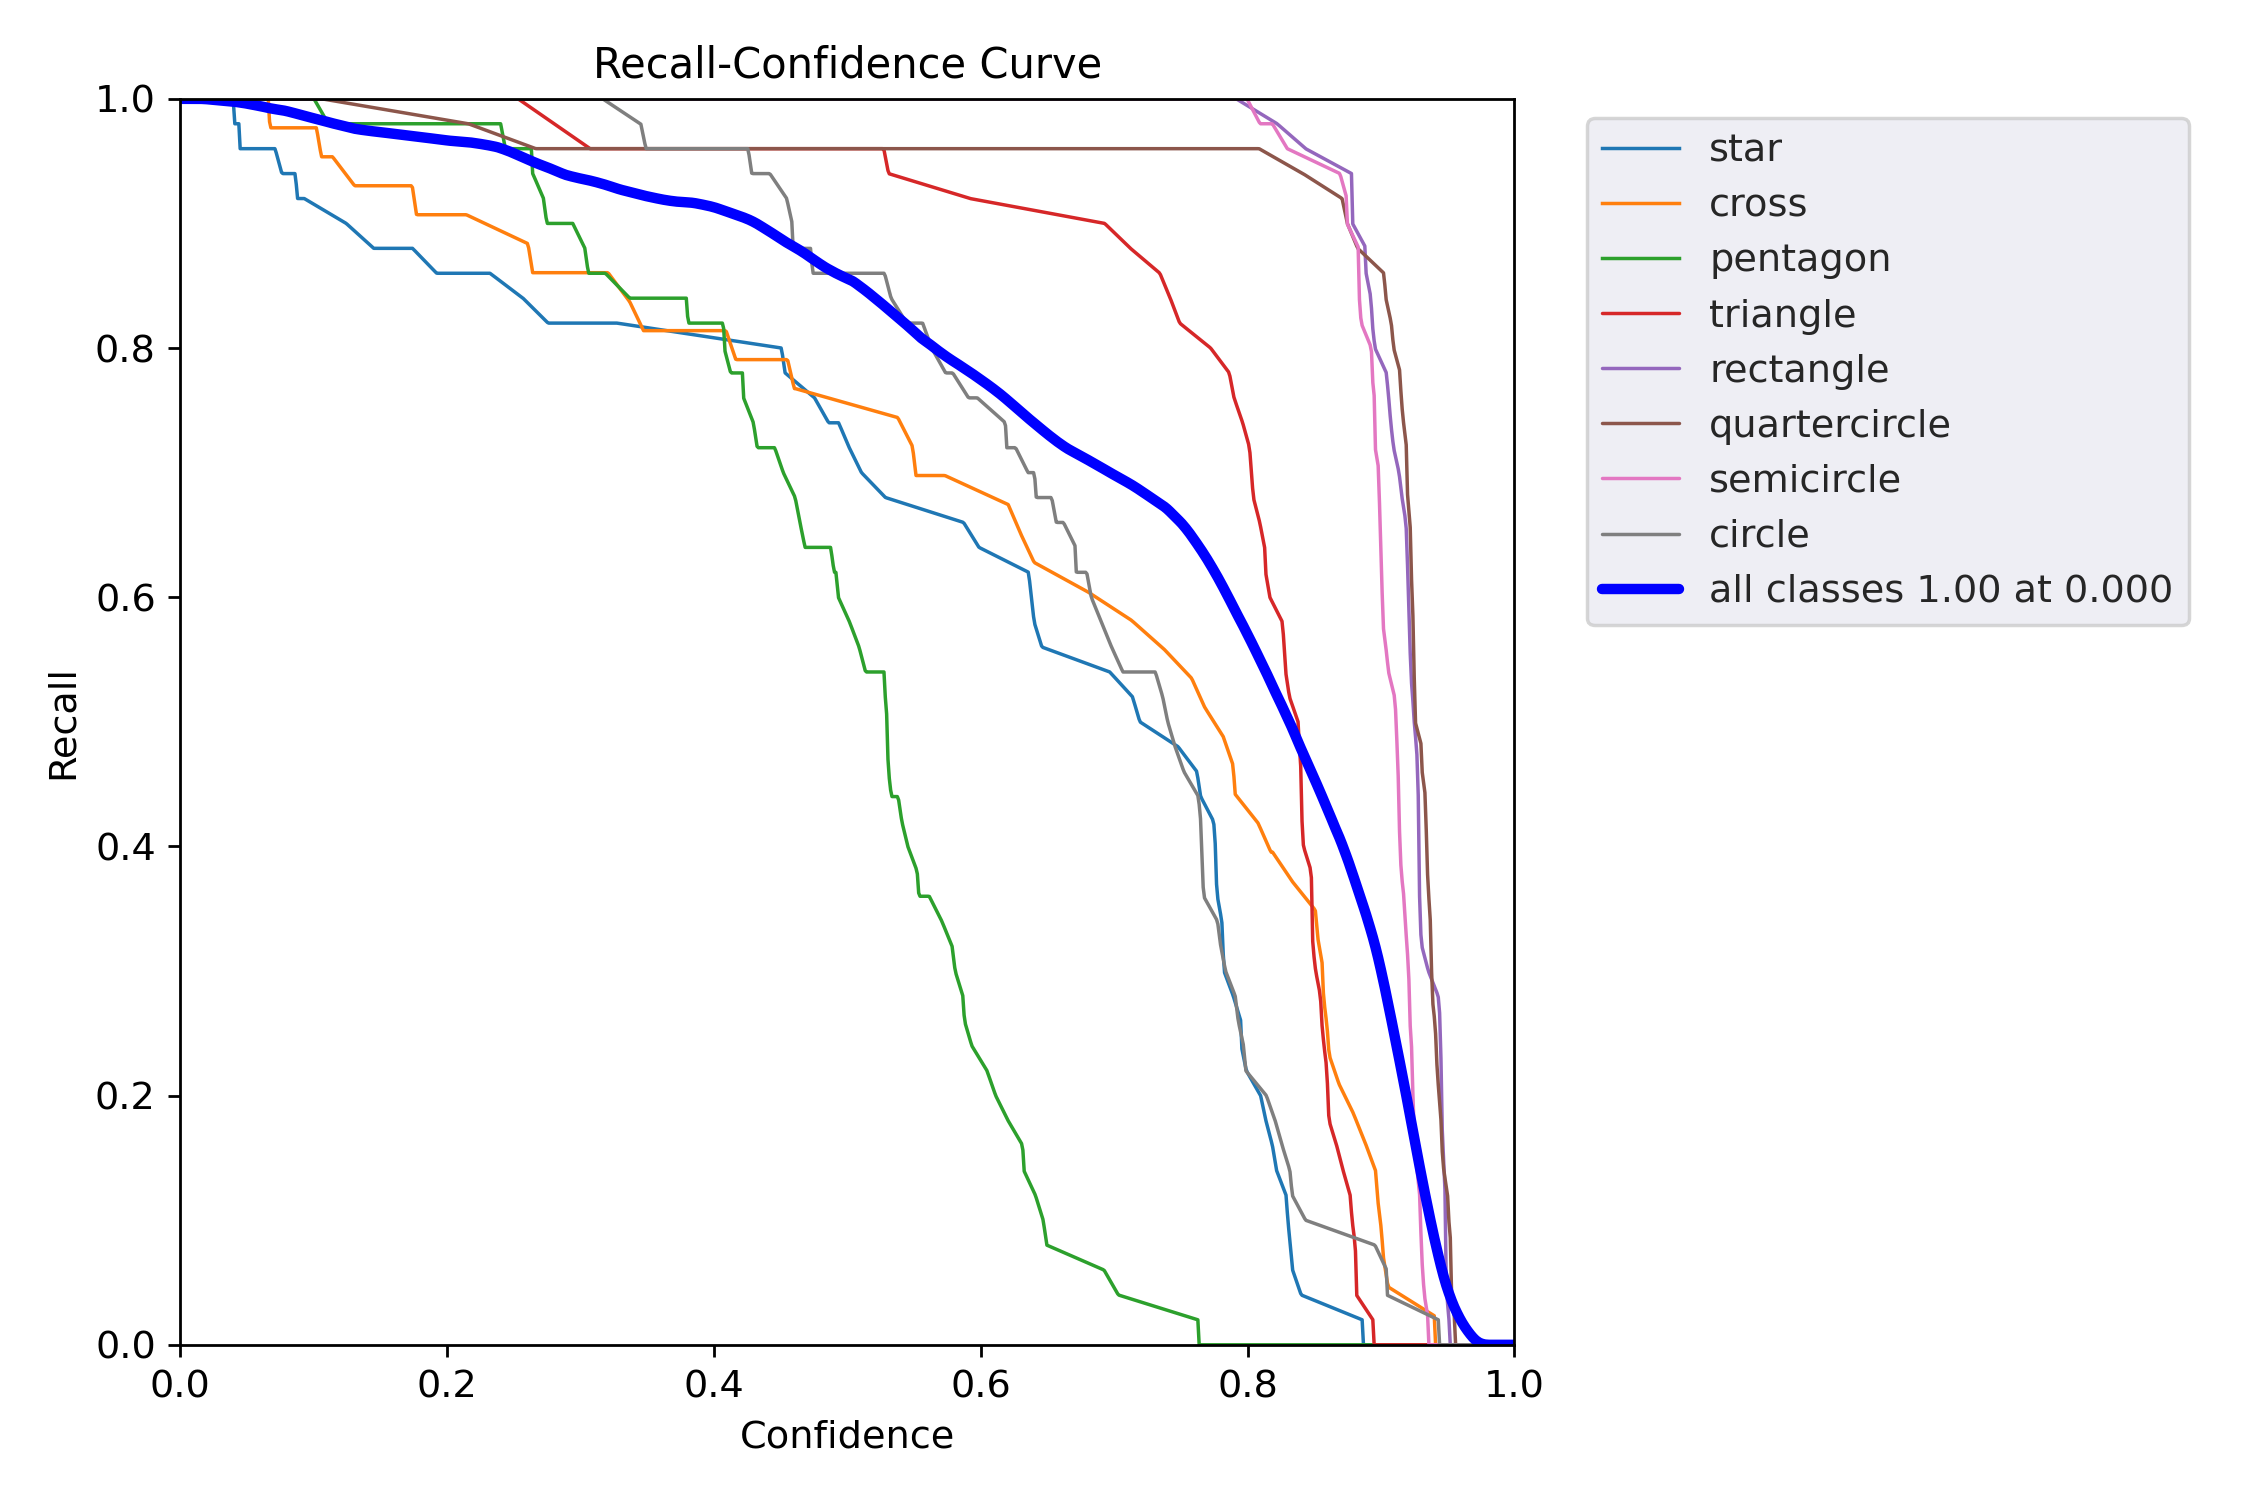 Recall-Confidence Curve
1.0
0.8
0.6
0.4
0.2
0.0
Recall
0.0 0.2 0.4 0.6 0.8 1.0
Confidence
star
cross
pentagon
triangle
rectangle
quartercircle
semicircle
circle
all classes 1.00 at 0.000